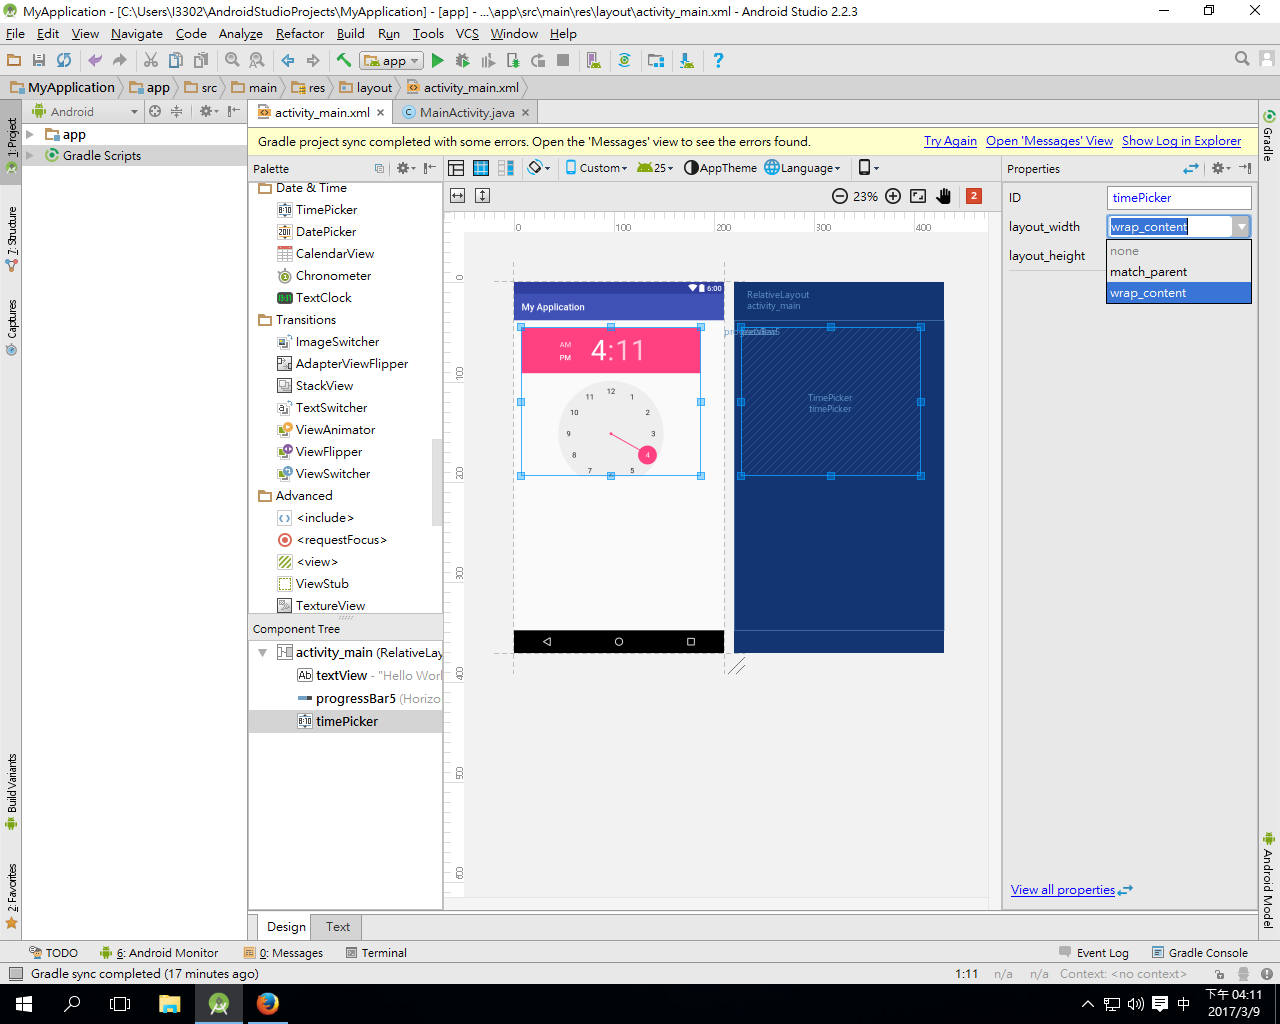 MyApplication - [C:\Users\I3302\AndroidStudioProjects\MyApplication] - [app] - ...\app\src\main\res\layout\activity_main.xml - Android Studio 2.2.3
File Edit View Navigate Code Analyze Refactor Build Run Tools VCS Window Help
app
MyApplication app src main res layout activity_main.xml
Android
activity_main.xml
MainActivity.java
1: Project
7: Structure
Captures
Build Variants
2: Favorites
app
Gradle Scripts
Gradle project sync completed with some errors. Open the 'Messages' view to see the errors found.
Try Again Open 'Messages' View Show Log in Explorer
Palette
Date & Time
TimePicker
DatePicker
CalendarView
Chronometer
TextClock
Transitions
ImageSwitcher
AdapterViewFlipper
StackView
TextSwitcher
ViewAnimator
ViewFlipper
ViewSwitcher
Advanced
<include>
<requestFocus>
<view>
ViewStub
TextureView
Component Tree
activity_main (RelativeLay
textView - "Hello Worl
progressBar5 (Horizo
timePicker
Custom 25 AppTheme Language
23% 2
0 100 200 300 400
0
100
200
300
400
500
600
6:00
My Application
AM
PM
4:11
12
11 1
10 2
9 3
8 4
7 5
RelativeLayout
activity_main
TimePicker
timePicker
Design Text
Properties
ID timePicker
layout_width wrap_content
layout_height
none
match_parent
wrap_content
View all properties
Gradle
Android Model
TODO 6: Android Monitor 0: Messages Terminal Event Log Gradle Console
Gradle sync completed (17 minutes ago) 1:11 n/a n/a Context: <no context>
中
下午 04:11
2017/3/9